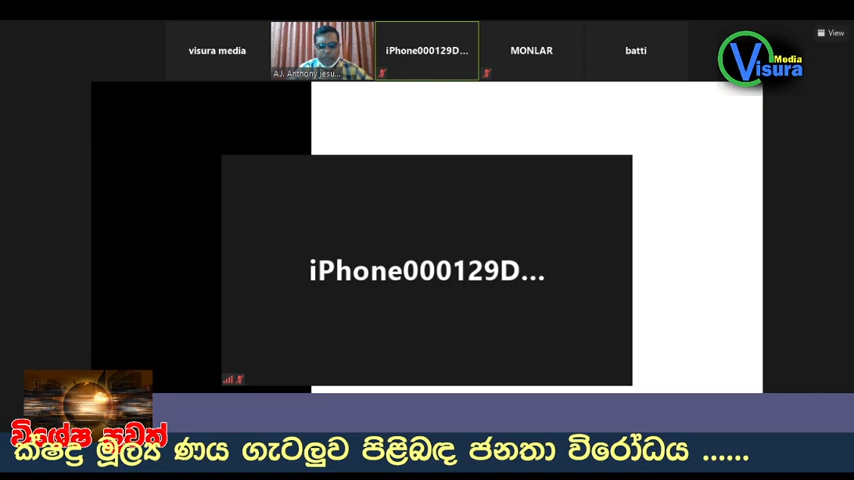 visura media
A.J. Anthony jesu...
iPhone000129D...
MONLAR
batti
View
Visura Media
iPhone000129D...
විශේෂ පුවත්
ක්ෂුද්‍ර මූල්‍ය ණය ගැටලුව පිළිබඳ ජනතා විරෝධය ......